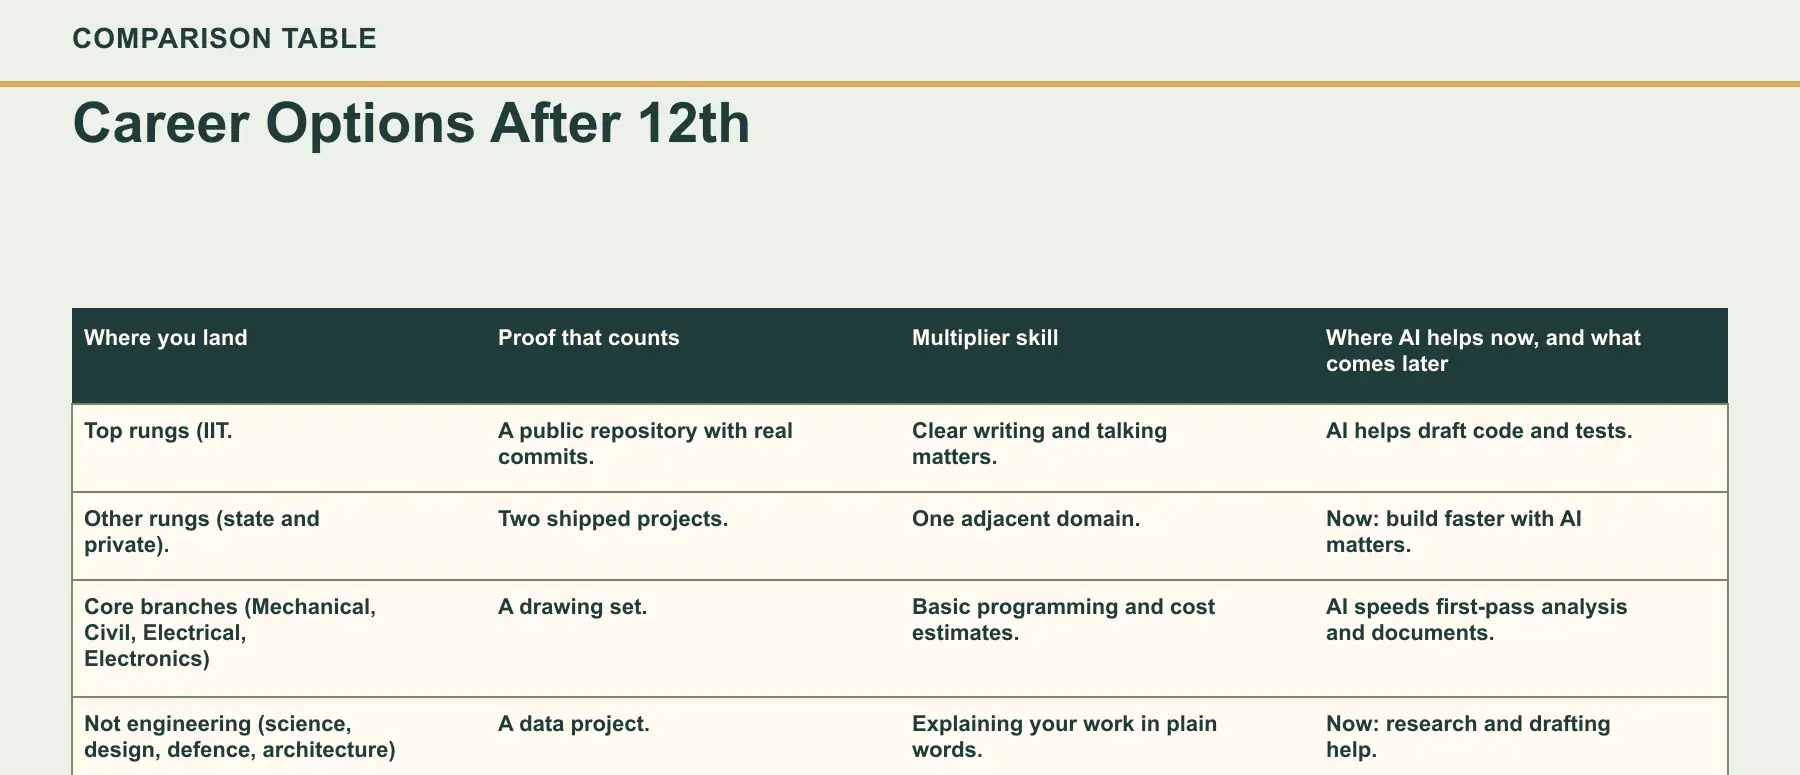 COMPARISON TABLE
Career Options After 12th
Where you land
Proof that counts
Multiplier skill
Where AI helps now, and what
comes later
Top rungs (IIT.
A public repository with real
commits.
Clear writing and talking
matters.
AI helps draft code and tests.
Other rungs (state and
private).
Two shipped projects.
One adjacent domain.
Now: build faster with AI
matters.
Core branches (Mechanical,
Civil, Electrical,
Electronics)
A drawing set.
Basic programming and cost
estimates.
AI speeds first-pass analysis
and documents.
Not engineering (science,
design, defence, architecture)
A data project.
Explaining your work in plain
words.
Now: research and drafting
help.